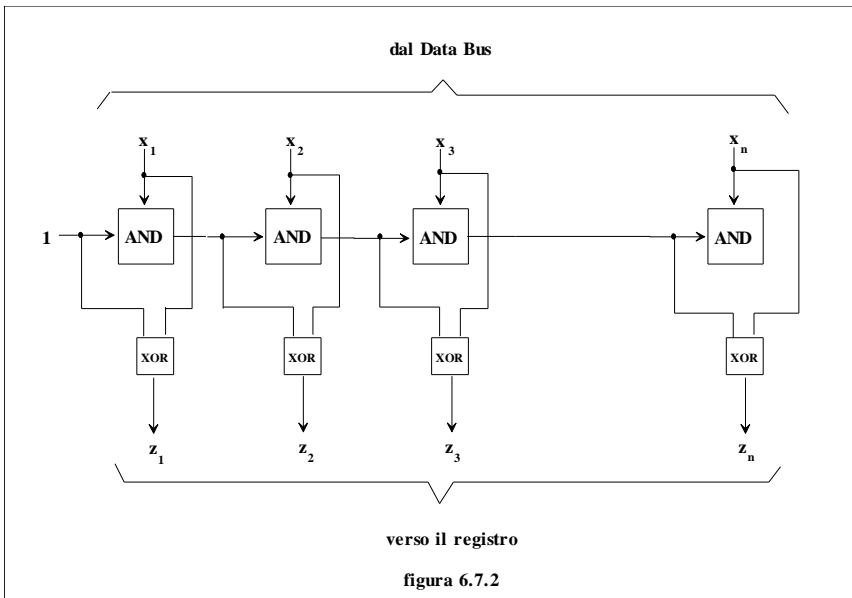 dal Data Bus
x1 x2 x3 xn
1 AND AND AND AND
XOR XOR XOR XOR
z1 z2 z3 zn
verso il registro
figura 6.7.2